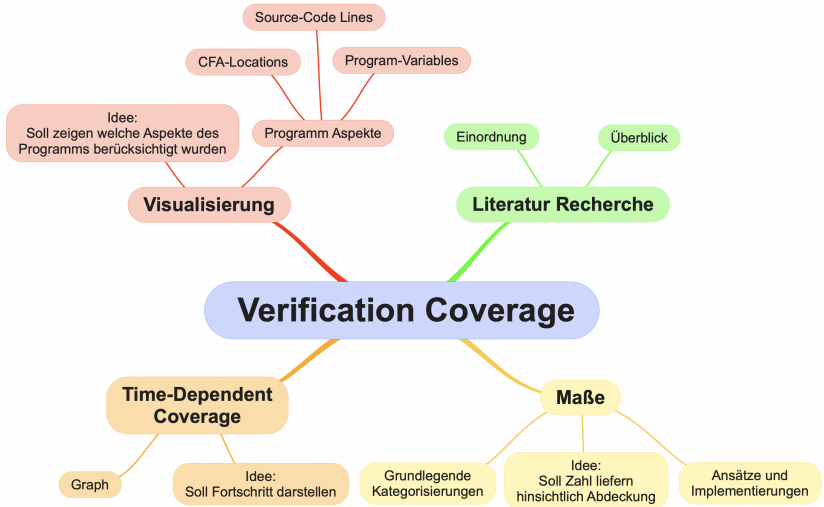 Source-Code Lines
CFA-Locations
Program-Variables
Idee:
Soll zeigen welche Aspekte des
Programms berücksichtigt wurden
Programm Aspekte
Einordnung
Überblick
Visualisierung
Literatur Recherche
Verification Coverage
Time-Dependent
Coverage
Maße
Graph
Idee:
Soll Fortschritt darstellen
Grundlegende
Kategorisierungen
Idee:
Soll Zahl liefern
hinsichtlich Abdeckung
Ansätze und
Implementierungen